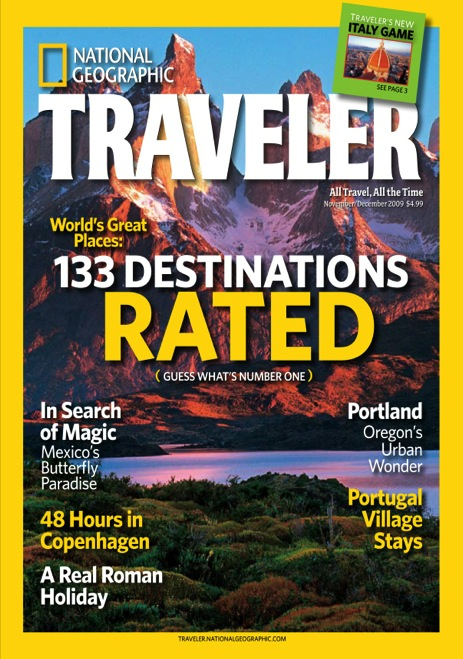 TRAVELER'S NEW
ITALY GAME
SEE PAGE 3
NATIONAL
GEOGRAPHIC
TRAVELER
All Travel, All the Time
November/December 2009 $4.99
World's Great
Places:
133 DESTINATIONS
RATED
( GUESS WHAT'S NUMBER ONE )
In Search
of Magic
Mexico's
Butterfly
Paradise
48 Hours in
Copenhagen
A Real Roman
Holiday
Portland
Oregon's
Urban
Wonder
Portugal
Village
Stays
TRAVELER.NATIONALGEOGRAPHIC.COM